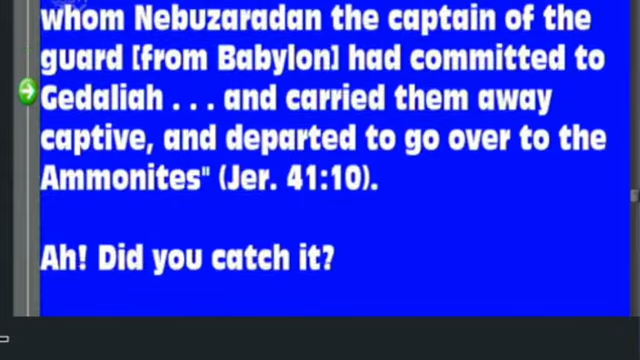 whom Nebuzaradan the captain of the
guard [from Babylon] had committed to
Gedaliah . . . and carried them away
captive, and departed to go over to the
Ammonites" (Jer. 41:10).
Ah! Did you catch it?